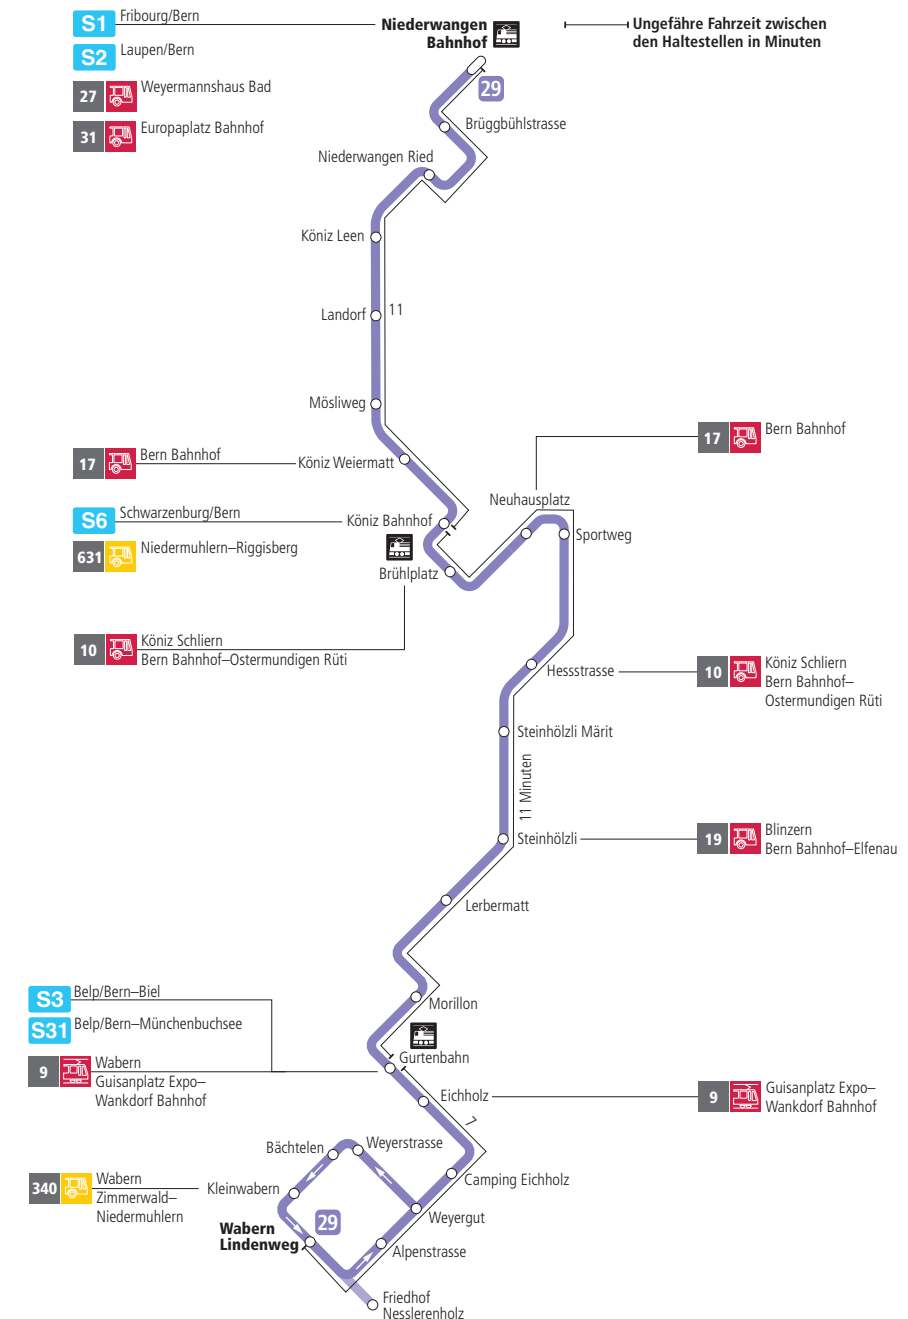 S1 Fribourg/Bern
S2 Laupen/Bern
27 Weyermannshaus Bad
31 Europaplatz Bahnhof
Niederwangen
Bahnhof
Ungefähre Fahrzeit zwischen
den Haltestellen in Minuten
29
Brüggbühlstrasse
Niederwangen Ried
Köniz Leen
Landorf
11
Mösliweg
17 Bern Bahnhof
Köniz Weiermatt
17 Bern Bahnhof
Neuhausplatz
S6 Schwarzenburg/Bern
Köniz Bahnhof
Sportweg
631 Niedermuhlern–Riggisberg
Brühlplatz
10 Köniz Schliern
Bern Bahnhof–Ostermundigen Rüti
Hessstrasse
10 Köniz Schliern
Bern Bahnhof–
Ostermundigen Rüti
Steinhölzli Märit
11 Minuten
Steinhölzli
19 Blinzern
Bern Bahnhof–Elfenau
Lerbermatt
S3 Belp/Bern–Biel
Morillon
S31 Belp/Bern–Münchenbuchsee
Gurtenbahn
9 Wabern
Guisanplatz Expo–
Wankdorf Bahnhof
Eichholz
9 Guisanplatz Expo–
Wankdorf Bahnhof
7
Bächtelen
Weyerstrasse
Camping Eichholz
340 Wabern
Zimmerwald–
Niedermuhlern
Kleinwabern
Weyergut
29
Wabern
Lindenweg
Alpenstrasse
Friedhof
Nesslerenholz